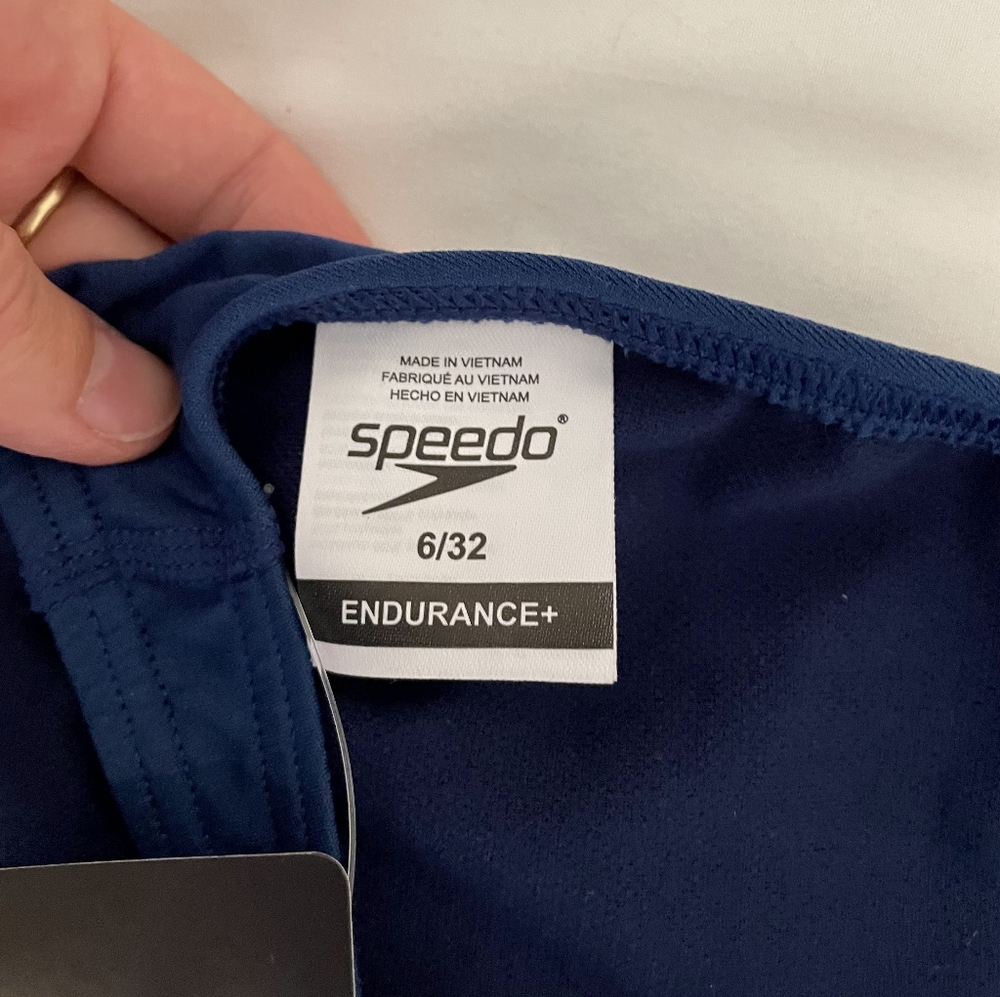 MADE IN VIETNAM
FABRIQUÉ AU VIETNAM
HECHO EN VIETNAM
speedo®
6/32
ENDURANCE+